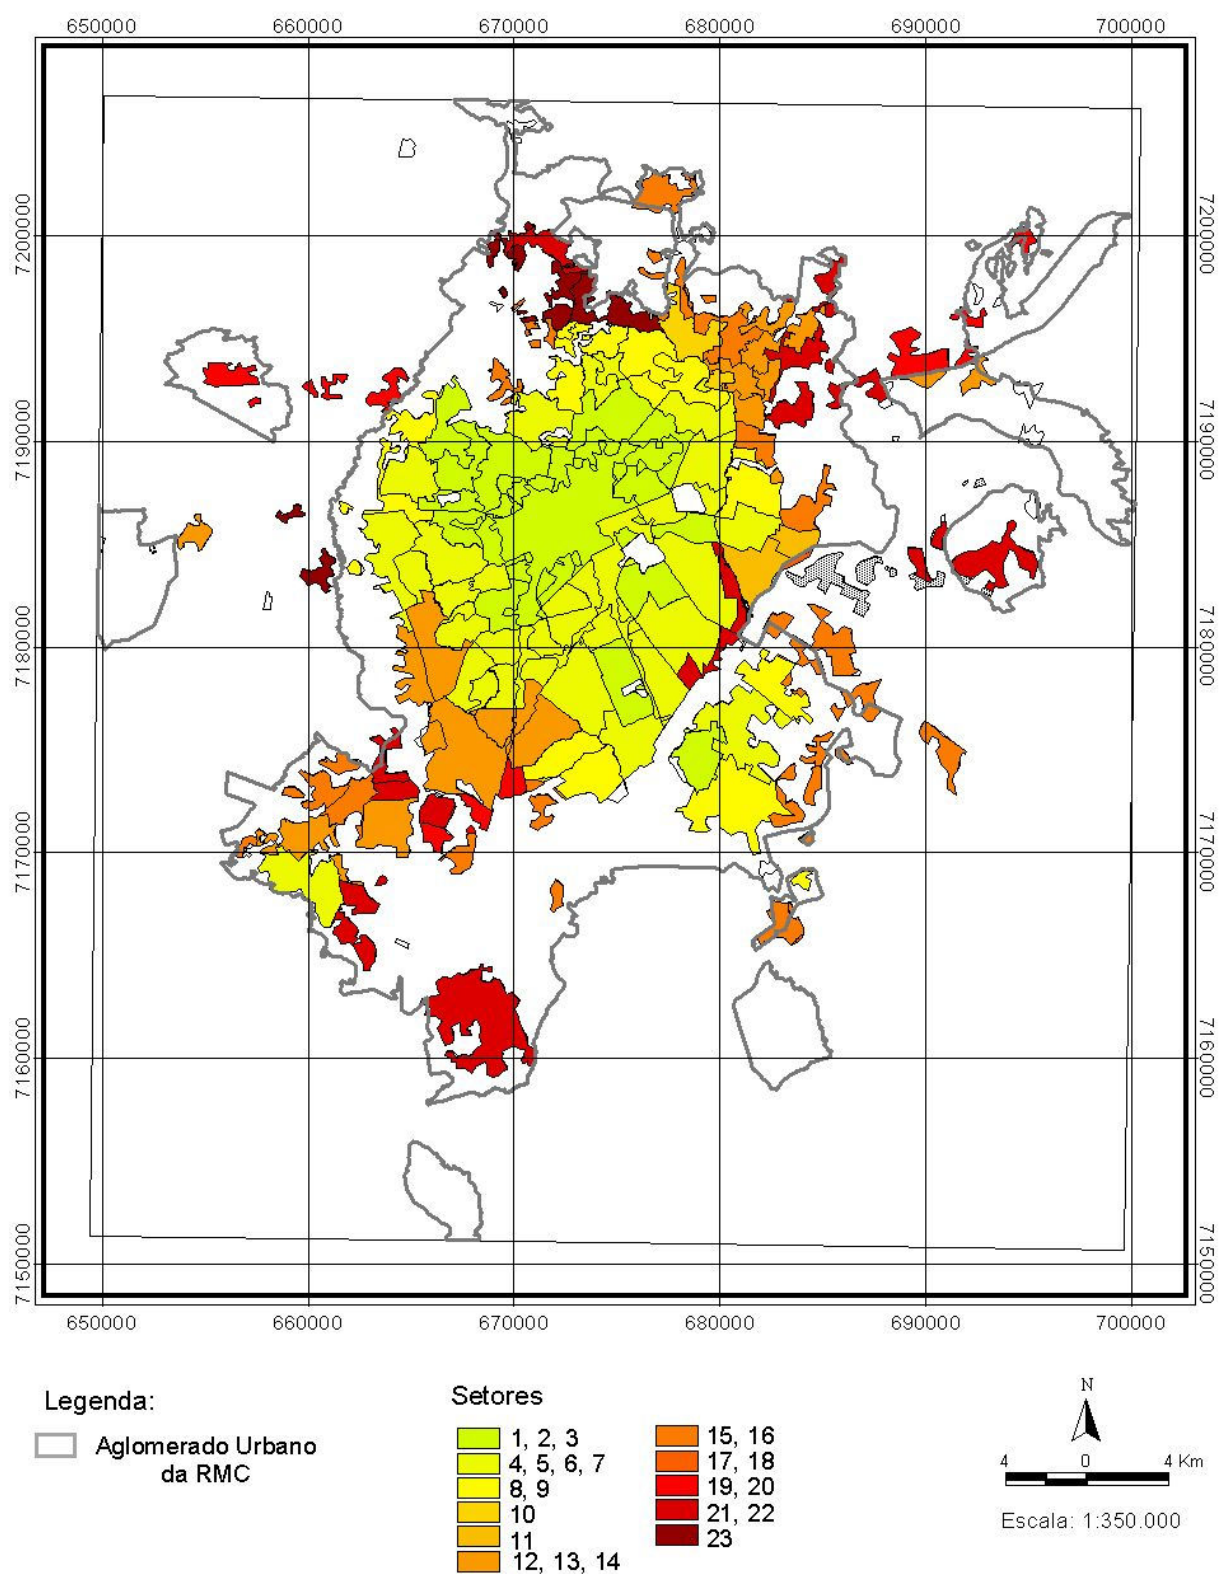 650000 660000 670000 680000 690000 700000
7200000 7200000
7190000 7190000
7180000 7180000
7170000 7170000
7160000 7160000
7150000 7150000
650000 660000 670000 680000 690000 700000
Legenda:
Aglomerado Urbano
da RMC
Setores
1, 2, 3
4, 5, 6, 7
8, 9
10
11
12, 13, 14
15, 16
17, 18
19, 20
21, 22
23
N
4 0 4 Km
Escala: 1:350.000